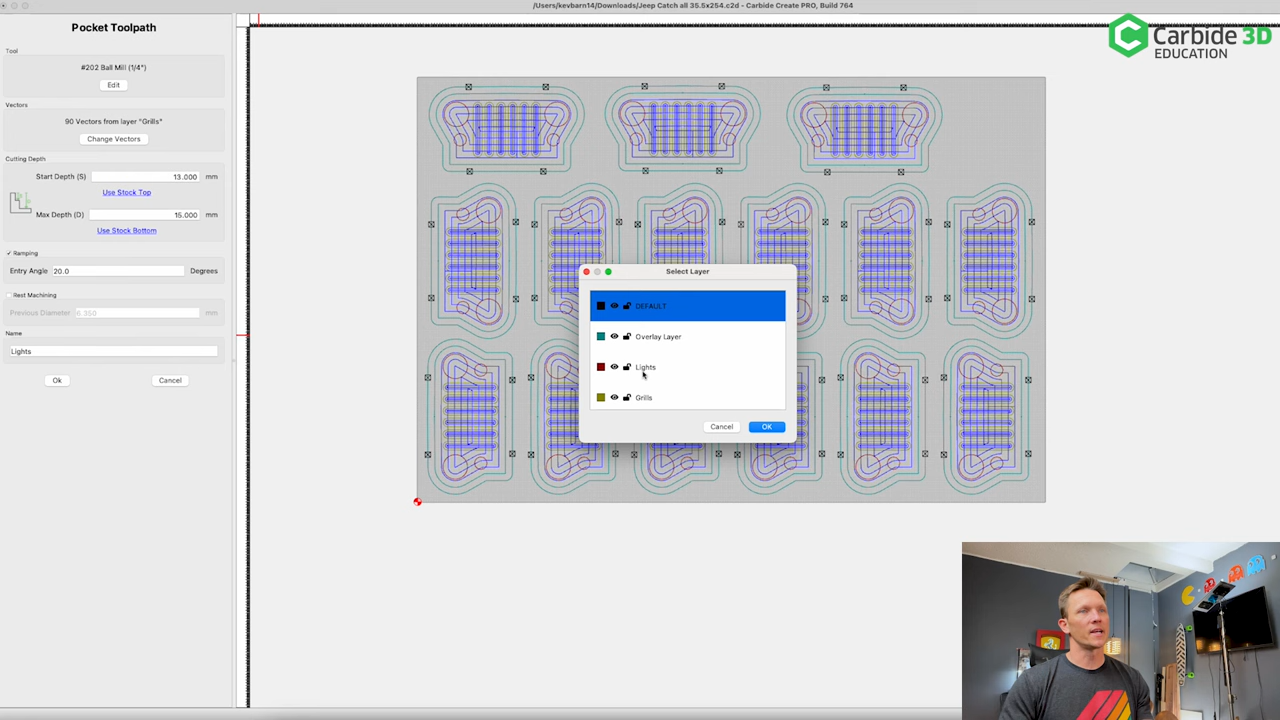 /Users/kevbarn14/Downloads/Jeep Catch all 35.5x254.c2d - Carbide Create PRO, Build 764
Carbide 3D
EDUCATION
Pocket Toolpath
Tool
#202 Ball Mill (1/4")
Edit
Vectors
90 Vectors from layer "Grills"
Change Vectors
Cutting Depth
Start Depth (S) 13.000 mm
Use Stock Top
Max Depth (D) 15.000 mm
Use Stock Bottom
Ramping
Entry Angle 20.0 Degrees
Rest Machining
Previous Diameter 6.350 mm
Name
Lights
Ok Cancel
Select Layer
DEFAULT
Overlay Layer
Lights
Grills
Cancel OK